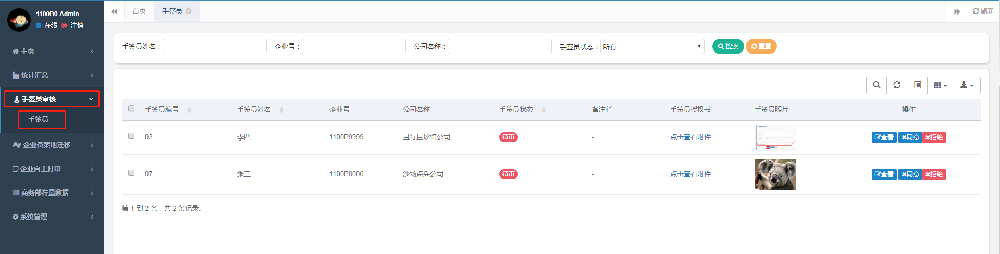 1100B0-Admin
在线 注销
主页
统计汇总
手签员审核
手签员
企业备案地迁移
企业自主打印
商务部存量数据
系统管理
首页 手签员 刷新
手签员姓名： 企业号： 公司名称： 手签员状态： 所有 搜索 重置
手签员编号 手签员姓名 企业号 公司名称 手签员状态 备注栏 手签员授权书 手签员照片 操作
02 李四 1100P9999 且行且珍惜公司 待审 - 点击查看附件 查看 同意 拒绝
07 张三 1100P0000 沙场点兵公司 待审 - 点击查看附件 查看 同意 拒绝
第 1 到 2 条，共 2 条记录。